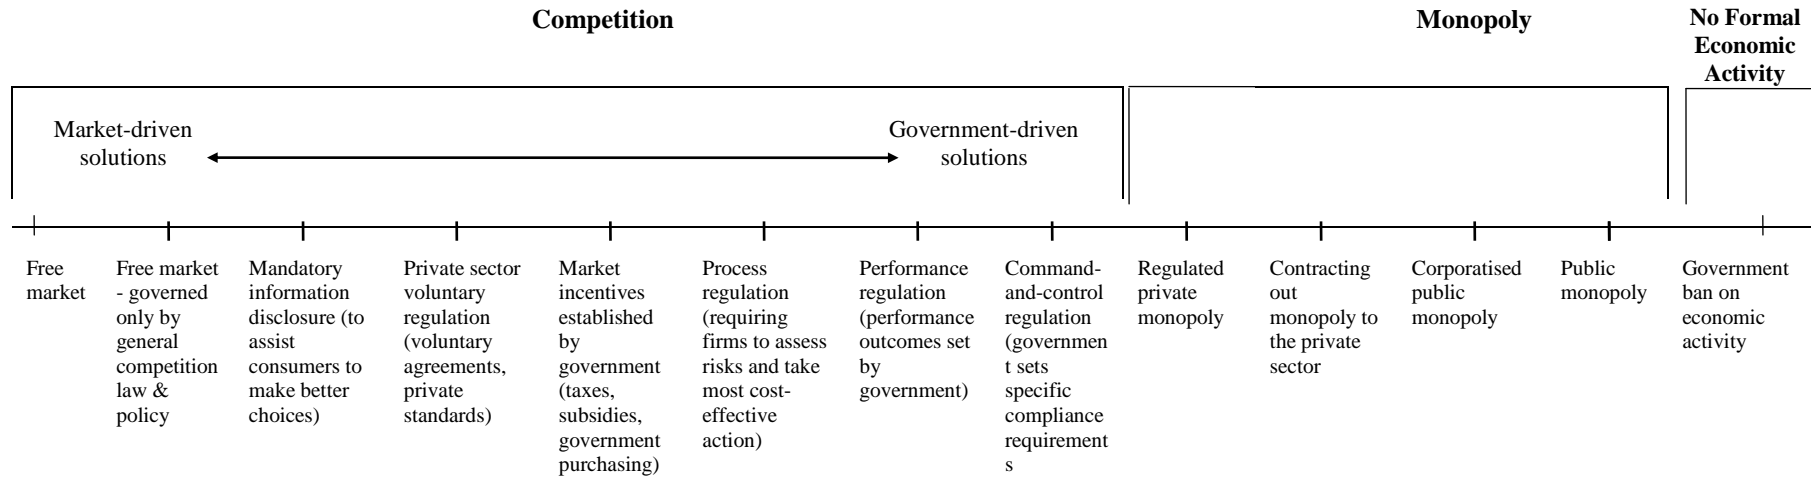 Competition
Monopoly
No Formal
Economic
Activity
Market-driven
solutions
Government-driven
solutions
Free
market
Free market
- governed
only by
general
competition
law &
policy
Mandatory
information
disclosure (to
assist
consumers to
make better
choices)
Private sector
voluntary
regulation
(voluntary
agreements,
private
standards)
Market
incentives
established
by
government
(taxes,
subsidies,
government
purchasing)
Process
regulation
(requiring
firms to assess
risks and take
most cost-
effective
action)
Performance
regulation
(performance
outcomes set
by
government)
Command-
and-control
regulation
(governmen
t sets
specific
compliance
requirement
s
Regulated
private
monopoly
Contracting
out
monopoly to
the private
sector
Corporatised
public
monopoly
Public
monopoly
Government
ban on
economic
activity